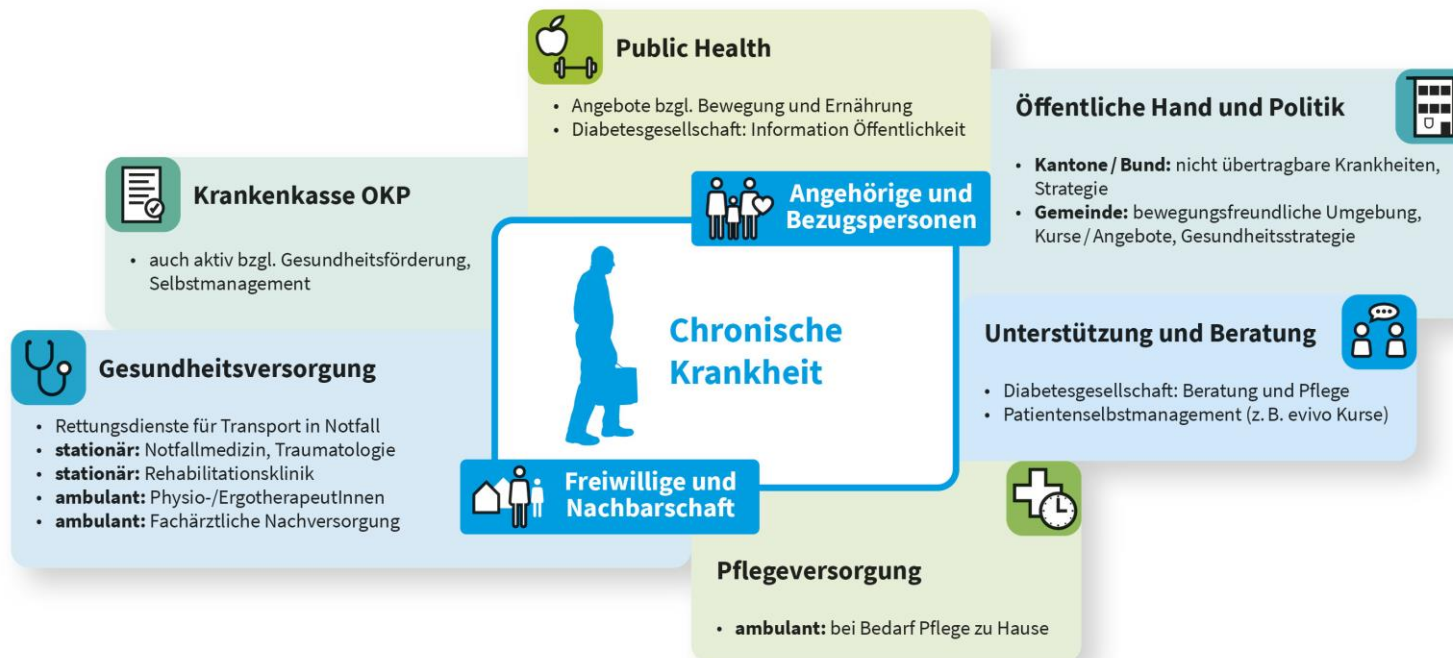 Public Health
• Angebote bzgl. Bewegung und Ernährung
• Diabetesgesellschaft: Information Öffentlichkeit
Öffentliche Hand und Politik
• Kantone / Bund: nicht übertragbare Krankheiten,
Strategie
• Gemeinde: bewegungsfreundliche Umgebung,
Kurse / Angebote, Gesundheitsstrategie
Krankenkasse OKP
• auch aktiv bzgl. Gesundheitsförderung,
Selbstmanagement
Angehörige und
Bezugspersonen
Chronische
Krankheit
Unterstützung und Beratung
• Diabetesgesellschaft: Beratung und Pflege
• Patientenselbstmanagement (z. B. evivo Kurse)
Gesundheitsversorgung
• Rettungsdienste für Transport in Notfall
• stationär: Notfallmedizin, Traumatologie
• stationär: Rehabilitationsklinik
• ambulant: Physio-/ErgotherapeutInnen
• ambulant: Fachärztliche Nachversorgung
Freiwillige und
Nachbarschaft
Pflegeversorgung
• ambulant: bei Bedarf Pflege zu Hause